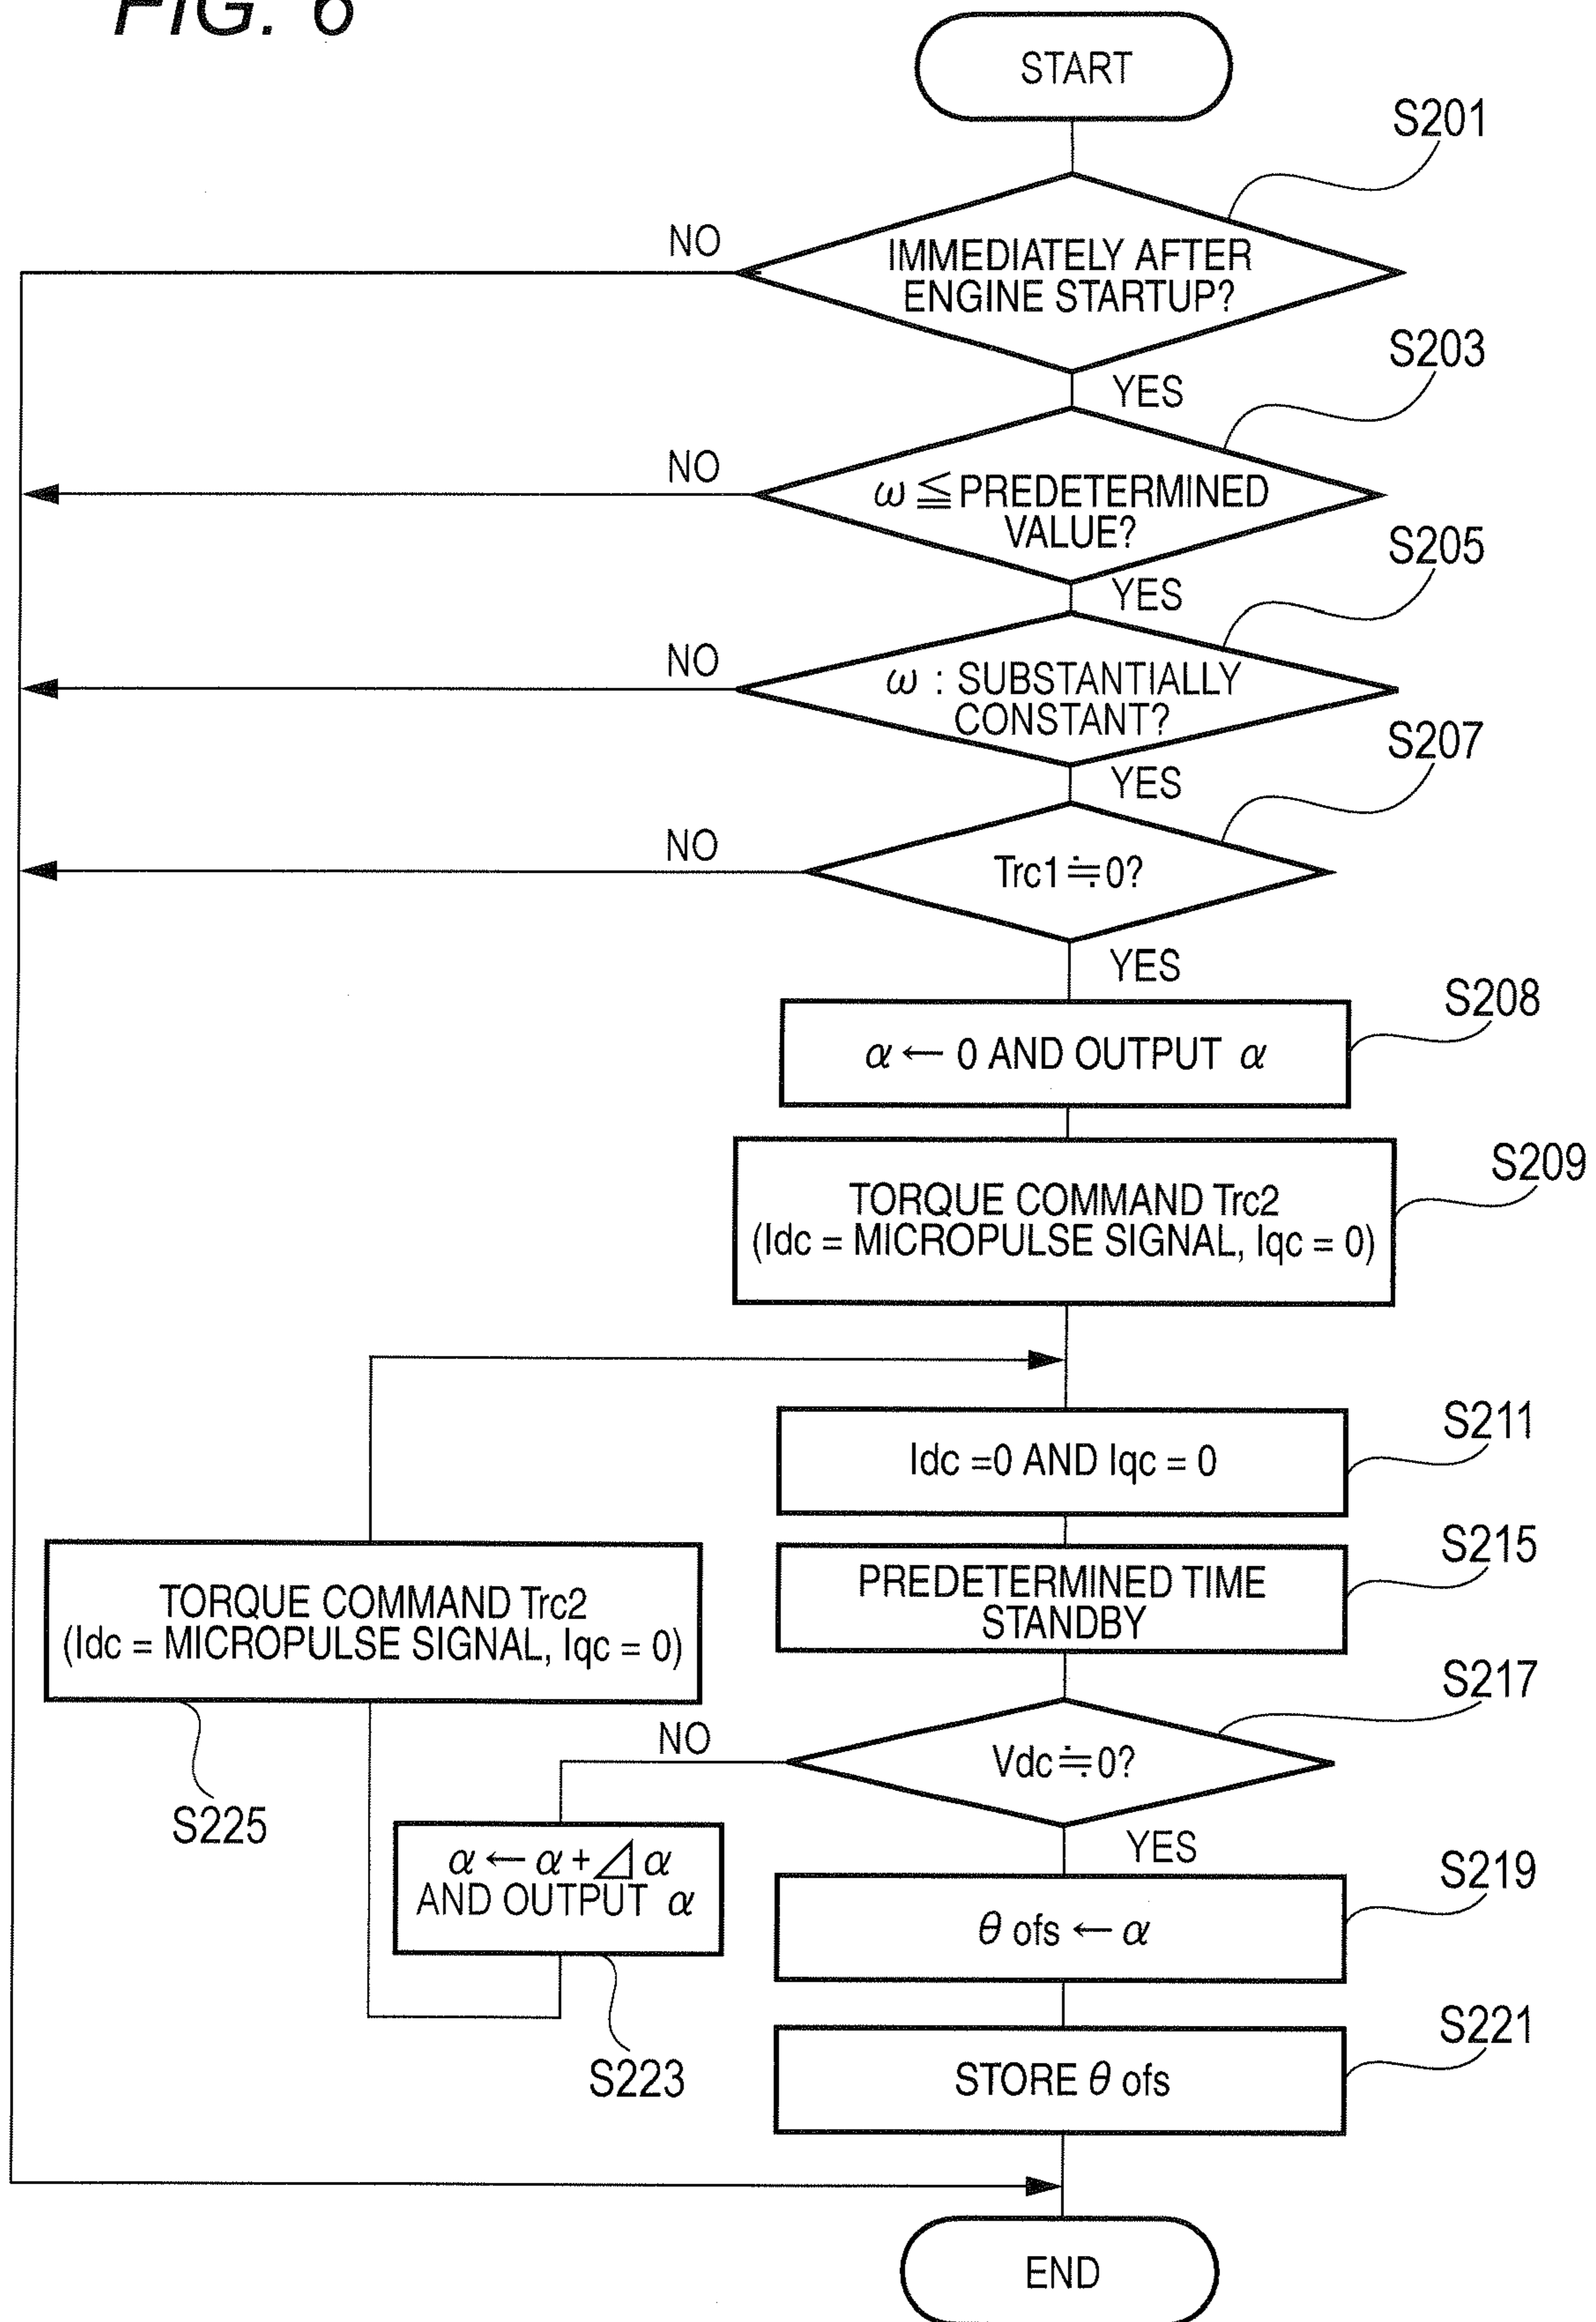 FIG. 6
START
S201
NO
IMMEDIATELY AFTER
ENGINE STARTUP?
YES
S203
NO
ω ≦ PREDETERMINED
VALUE?
YES
S205
NO
ω : SUBSTANTIALLY
CONSTANT?
YES
S207
NO
Trc1 ≒ 0?
YES
S208
α ← 0 AND OUTPUT α
S209
TORQUE COMMAND Trc2
(Idc = MICROPULSE SIGNAL, Iqc = 0)
S211
Idc =0 AND Iqc = 0
S215
PREDETERMINED TIME
STANDBY
TORQUE COMMAND Trc2
(Idc = MICROPULSE SIGNAL, Iqc = 0)
S225
S217
NO
Vdc ≒ 0?
YES
α ← α + ⊿ α
AND OUTPUT α
S223
S219
θ ofs ← α
S221
STORE θ ofs
END